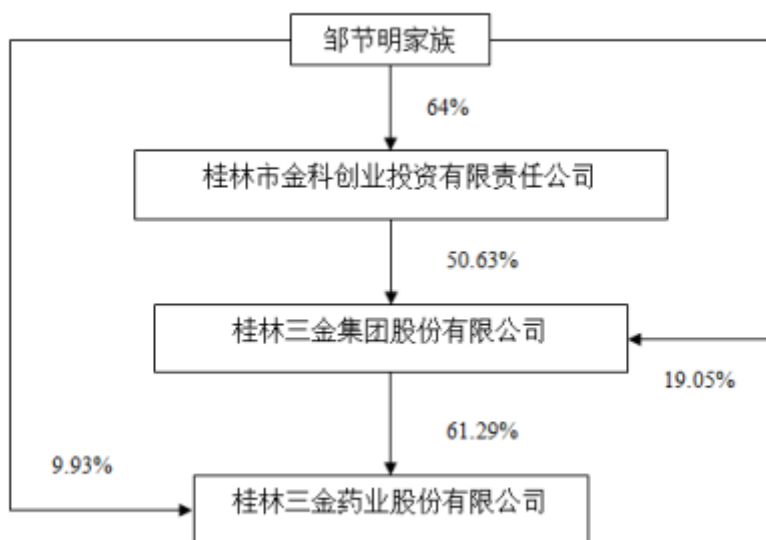 邹节明家族
64%
桂林市金科创业投资有限责任公司
50.63%
桂林三金集团股份有限公司
19.05%
61.29%
9.93%
桂林三金药业股份有限公司